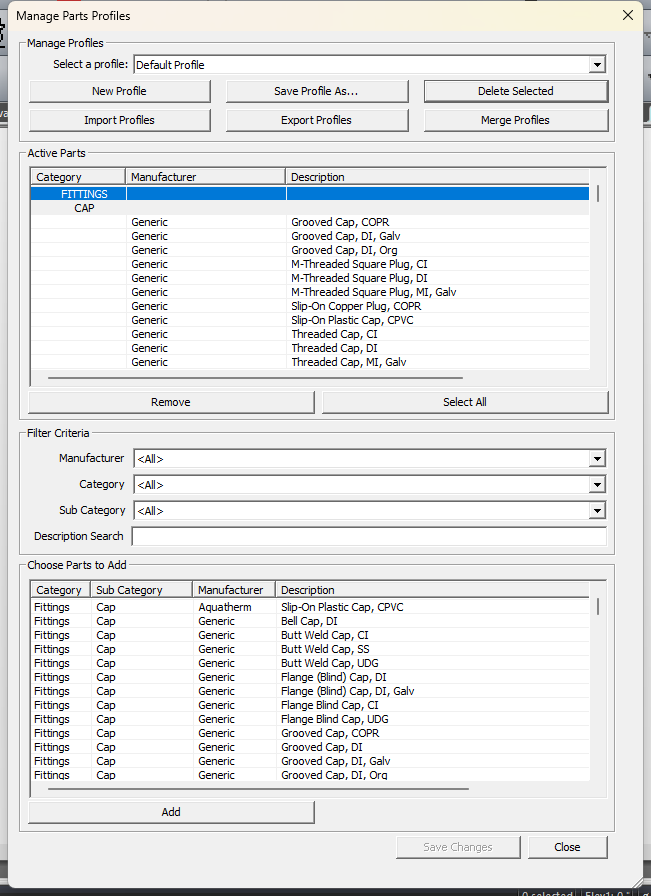 Manage Parts Profiles
Manage Profiles
Select a profile: Default Profile
New Profile Save Profile As... Delete Selected
Import Profiles Export Profiles Merge Profiles
Active Parts
Category Manufacturer Description
FITTINGS
CAP
Generic Grooved Cap, COPR
Generic Grooved Cap, DI, Galv
Generic Grooved Cap, DI, Org
Generic M-Threaded Square Plug, CI
Generic M-Threaded Square Plug, DI
Generic M-Threaded Square Plug, MI, Galv
Generic Slip-On Copper Plug, COPR
Generic Slip-On Plastic Cap, CPVC
Generic Threaded Cap, CI
Generic Threaded Cap, DI
Generic Threaded Cap, MI, Galv
Remove Select All
Filter Criteria
Manufacturer <All>
Category <All>
Sub Category <All>
Description Search
Choose Parts to Add
Category Sub Category Manufacturer Description
Fittings Cap Aquatherm Slip-On Plastic Cap, CPVC
Fittings Cap Generic Bell Cap, DI
Fittings Cap Generic Butt Weld Cap, CI
Fittings Cap Generic Butt Weld Cap, SS
Fittings Cap Generic Butt Weld Cap, UDG
Fittings Cap Generic Flange (Blind) Cap, DI
Fittings Cap Generic Flange (Blind) Cap, DI, Galv
Fittings Cap Generic Flange Blind Cap, CI
Fittings Cap Generic Flange Blind Cap, UDG
Fittings Cap Generic Grooved Cap, COPR
Fittings Cap Generic Grooved Cap, DI
Fittings Cap Generic Grooved Cap, DI, Galv
Fittings Cap Generic Grooved Cap, DI, Org
Add
Save Changes Close